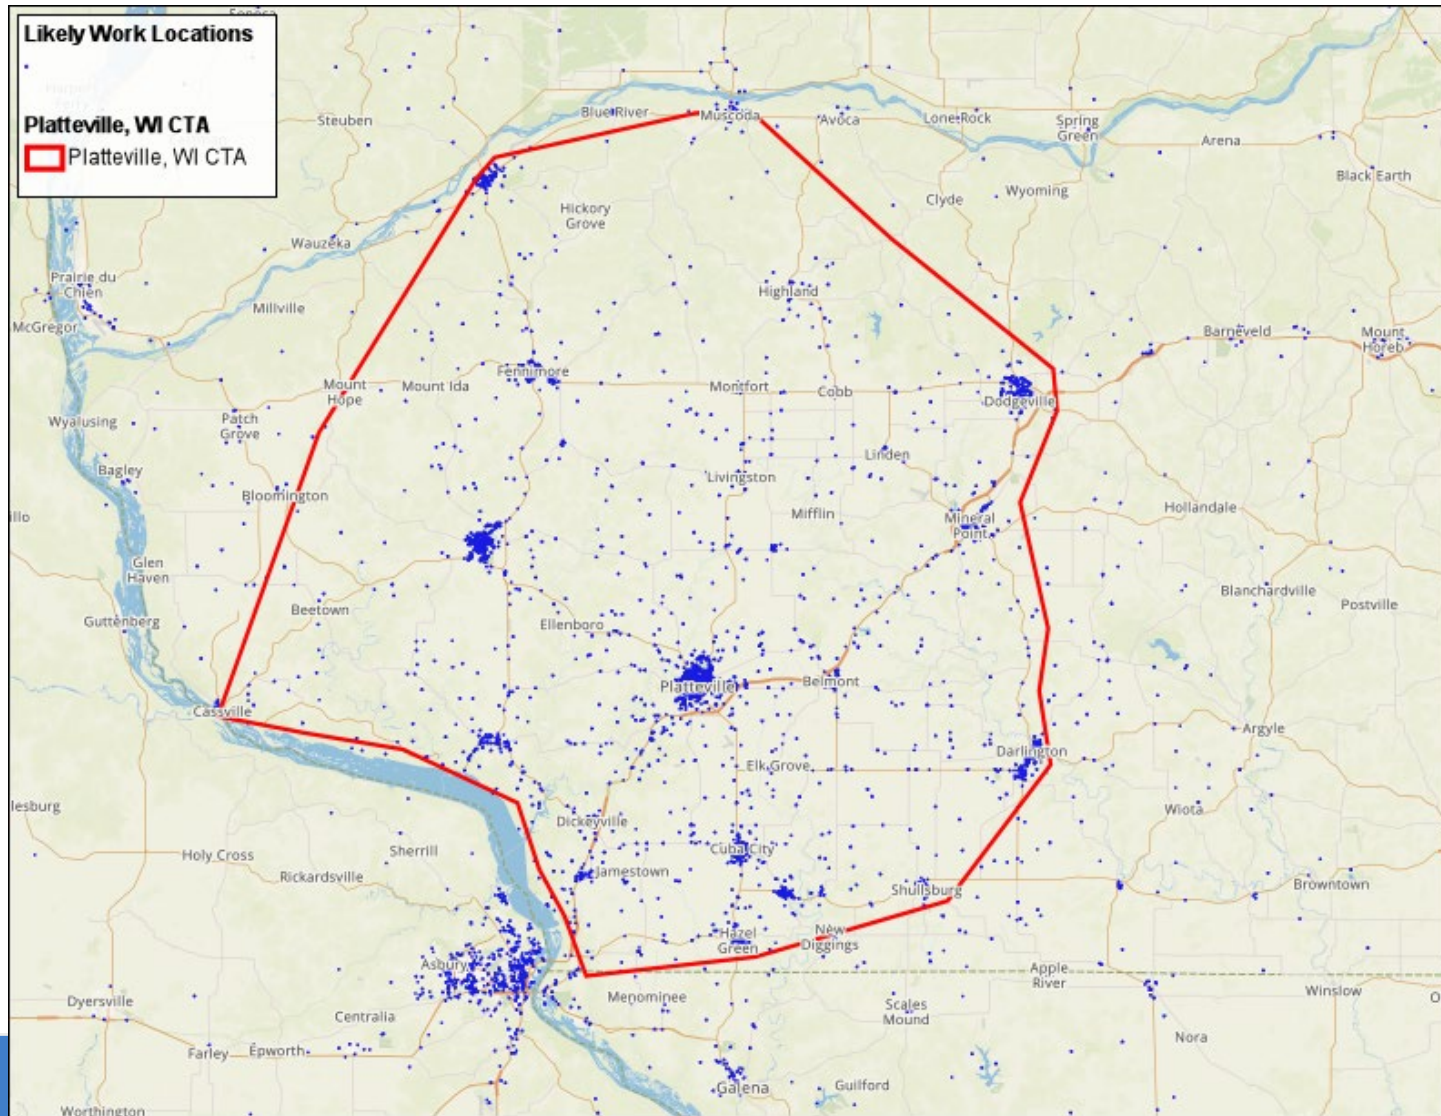 Likely Work Locations
Platteville, WI CTA
Platteville, WI CTA
Steuben
Blue River
Muscoda
Avoca
Lone Rock
Spring
Green
Arena
Black Earth
Hickory
Grove
Clyde
Wyoming
Wauzeka
Prairie du
Chien
Millville
McGregor
Highland
Barneveld
Mount
Horeb
Fennimore
Mount
Hope
Mount Ida
Montfort
Cobb
Dodgeville
Wyalusing
Patch
Grove
Linden
Bagley
Bloomington
Livingston
Mifflin
Mineral
Point
Hollandale
illo
Glen
Haven
Beetown
Ellenboro
Blanchardville
Postville
Guttenberg
Platteville
Belmont
Cassville
Argyle
Darlington
Elk Grove
lesburg
Dickeyville
Wiota
Holy Cross
Sherrill
Cuba City
Rickardsville
Jamestown
Shullsburg
Browntown
Hazel
Green
New
Diggings
Asbury
Apple
River
Dyersville
Menominee
Winslow
Centralia
Scales
Mound
Nora
Farley
Epworth
Galena
Guilford
Worthington